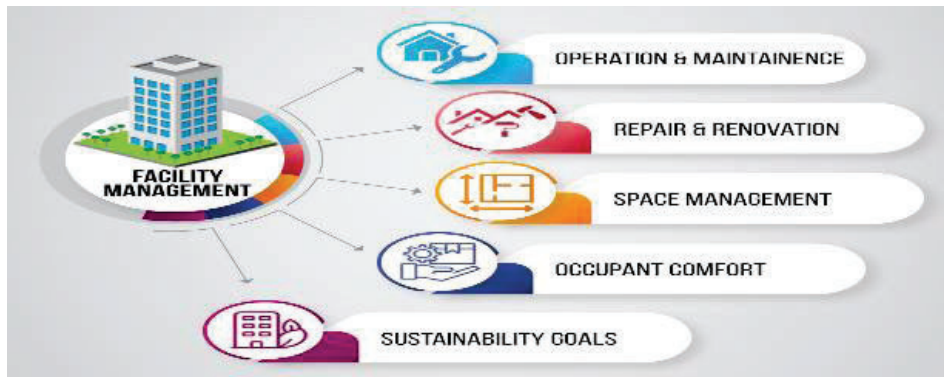 FACILITY
MANAGEMENT
OPERATION & MAINTAINENCE
REPAIR & RENOVATION
SPACE MANAGEMENT
OCCUPANT COMFORT
SUSTAINABILITY GOALS